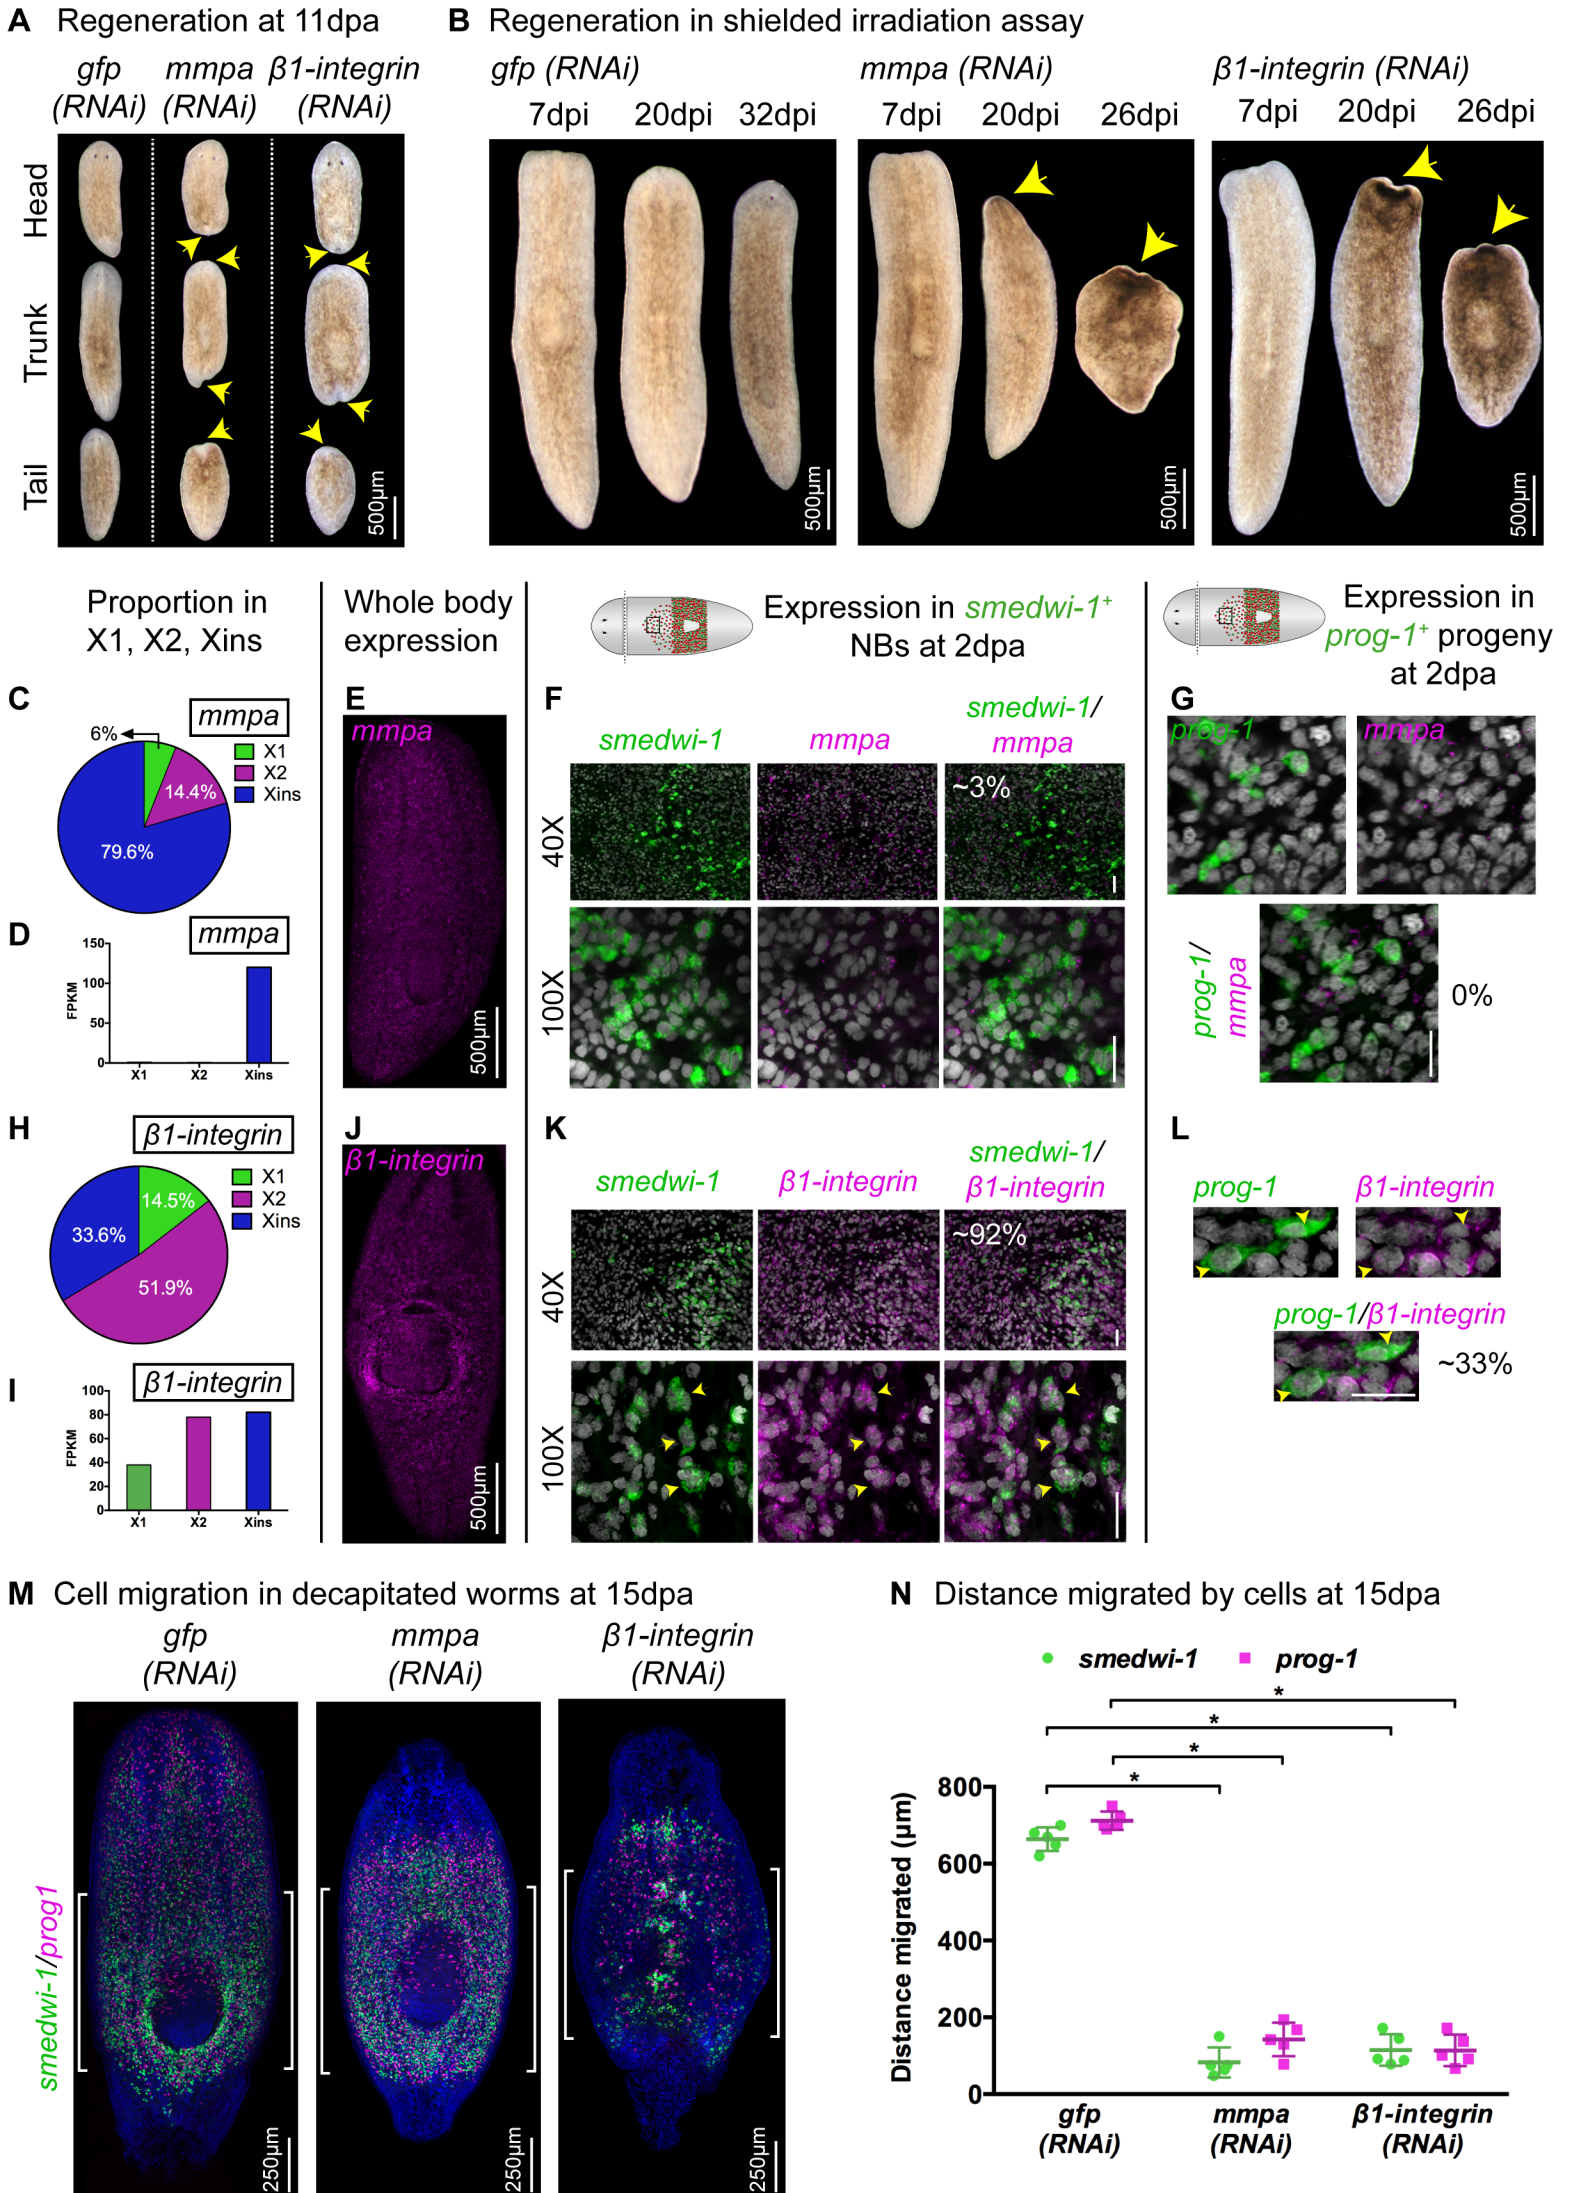 A Regeneration at 11dpa
gfp (RNAi)
mmpa (RNAi)
β1-integrin (RNAi)
Head
Trunk
Tail
500µm
B Regeneration in shielded irradiation assay
gfp (RNAi)
7dpi 20dpi 32dpi
500µm
mmpa (RNAi)
7dpi 20dpi 26dpi
500µm
β1-integrin (RNAi)
7dpi 20dpi 26dpi
500µm
Proportion in
X1, X2, Xins
Whole body
expression
Expression in smedwi-1+
NBs at 2dpa
Expression in
prog-1+ progeny
at 2dpa
C
mmpa
6%
14.4%
79.6%
X1
X2
Xins
D
mmpa
FPKM
150
100
50
0
X1 X2 Xins
E
mmpa
500µm
F
smedwi-1
mmpa
smedwi-1/
mmpa
40X
~3%
100X
G
prog-1
mmpa
prog-1/
mmpa
0%
H
β1-integrin
14.5%
33.6%
51.9%
X1
X2
Xins
I
β1-integrin
FPKM
100
80
60
40
20
0
X1 X2 Xins
J
β1-integrin
500µm
K
smedwi-1
β1-integrin
smedwi-1/
β1-integrin
40X
~92%
100X
L
prog-1
β1-integrin
prog-1/β1-integrin
~33%
M Cell migration in decapitated worms at 15dpa
gfp
(RNAi)
mmpa
(RNAi)
β1-integrin
(RNAi)
smedwi-1/prog1
250µm
250µm
250µm
N Distance migrated by cells at 15dpa
smedwi-1 prog-1
*
*
*
*
Distance migrated (µm)
800
600
400
200
0
gfp
(RNAi)
mmpa
(RNAi)
β1-integrin
(RNAi)